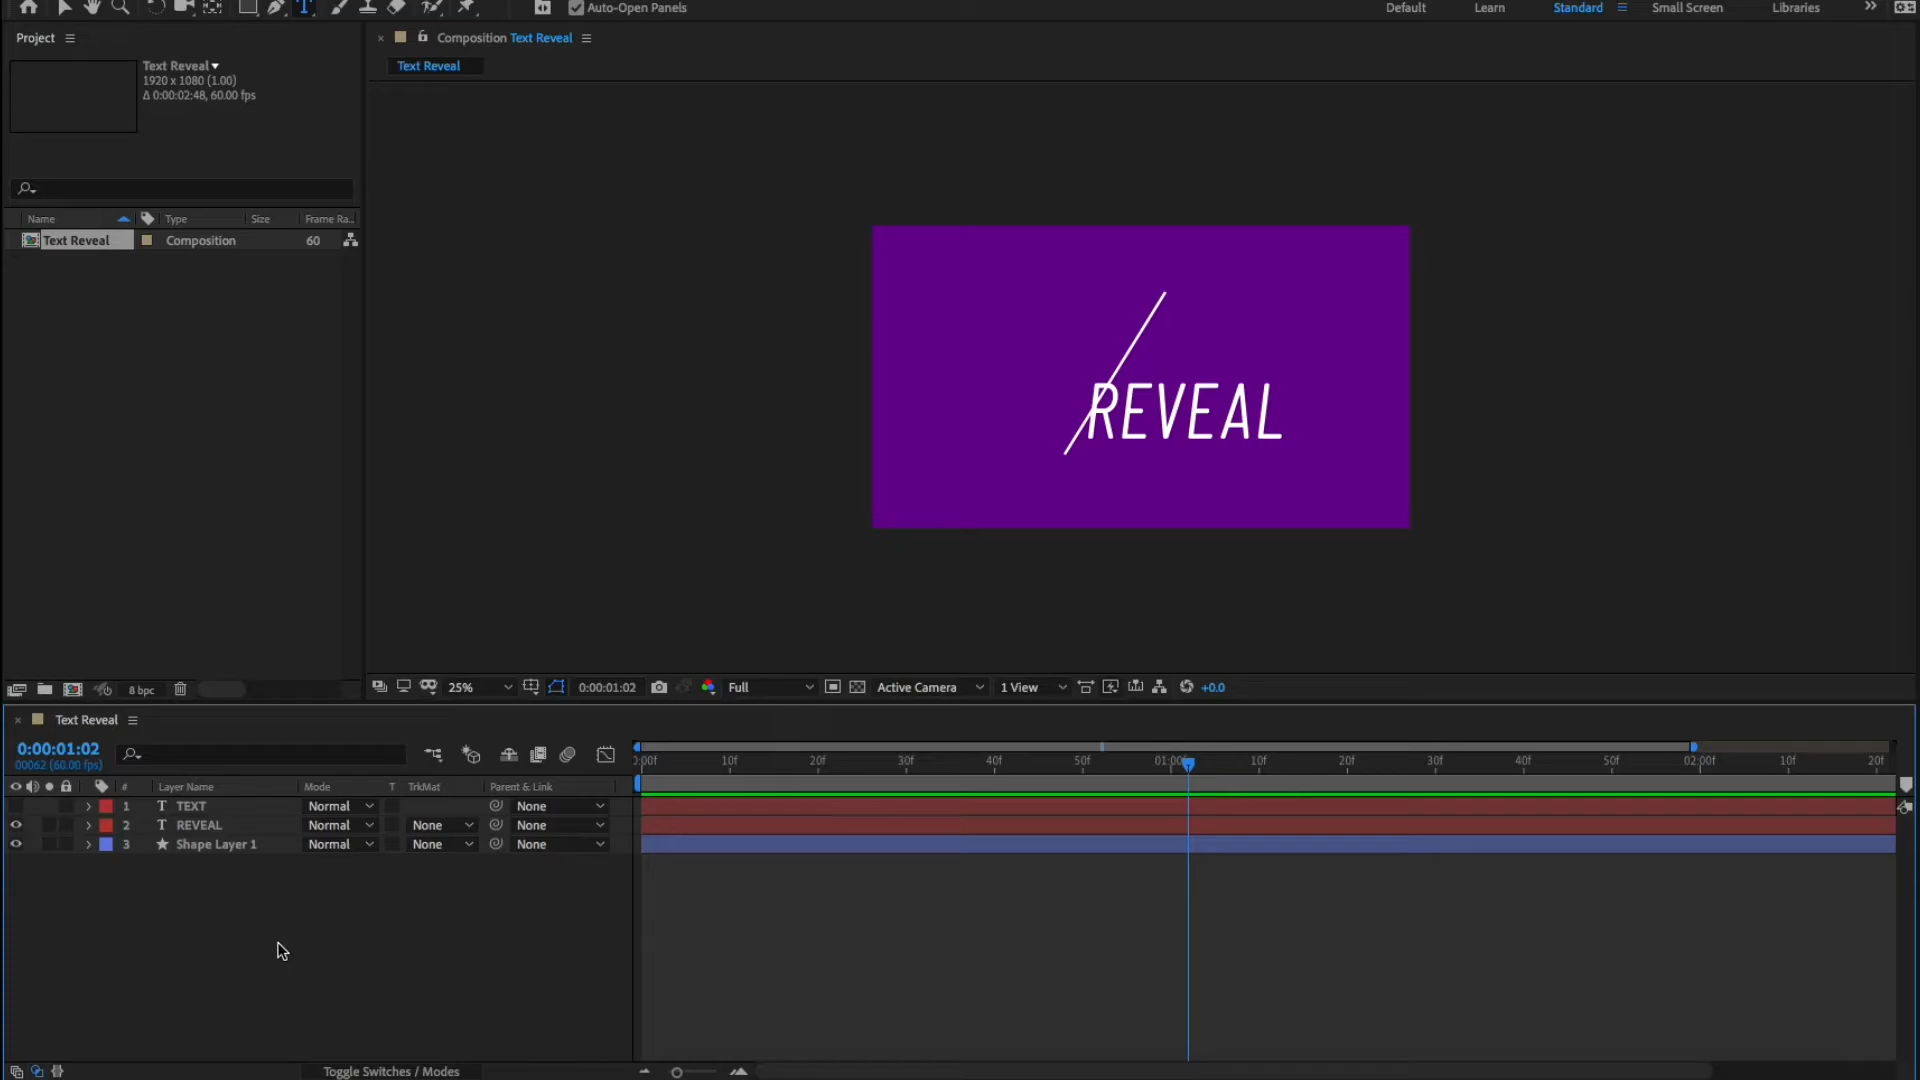 Auto-Open Panels
Default Learn Standard Small Screen Libraries
Project
Composition Text Reveal
Text Reveal
Text Reveal
1920 x 1080 (1.00)
Δ 0:00:02:48, 60.00 fps
REVEAL
Name Type Size Frame Ra...
Text Reveal Composition 60
8 bpc
25% 0:00:01:02 Full Active Camera 1 View +0.0
Text Reveal
0:00:01:02
00062 (60.00 fps)
:00f 10f 20f 30f 40f 50f 01:00f 10f 20f 30f 40f 50f 02:00f 10f 20f
# Layer Name Mode T TrkMat Parent & Link
1 T TEXT Normal None
2 T REVEAL Normal None None
3 Shape Layer 1 Normal None None
Toggle Switches / Modes